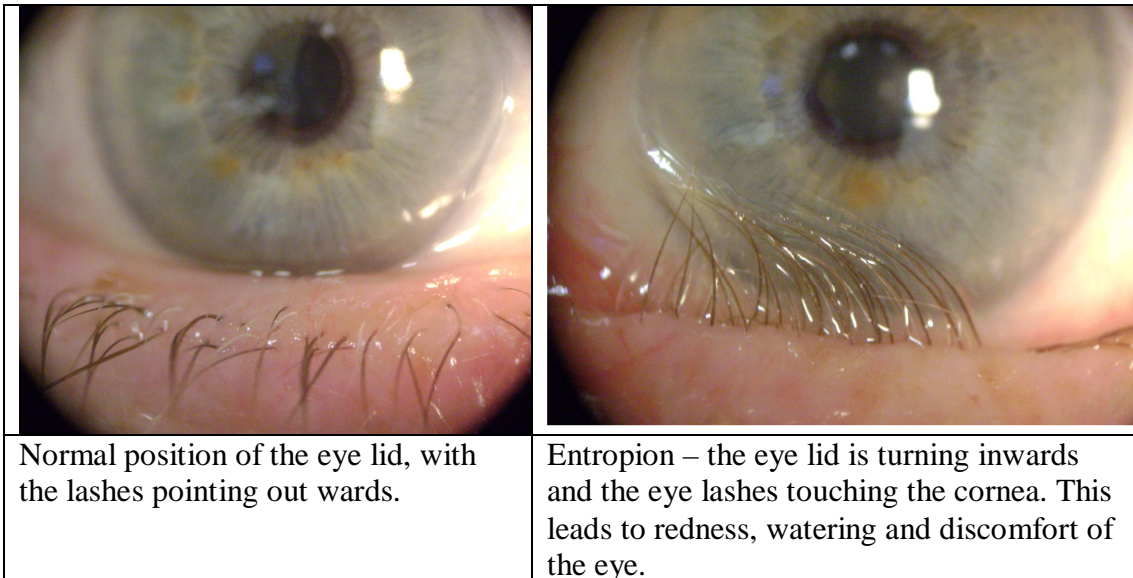 Normal position of the eye lid, with
the lashes pointing out wards.
Entropion – the eye lid is turning inwards
and the eye lashes touching the cornea. This
leads to redness, watering and discomfort of
the eye.